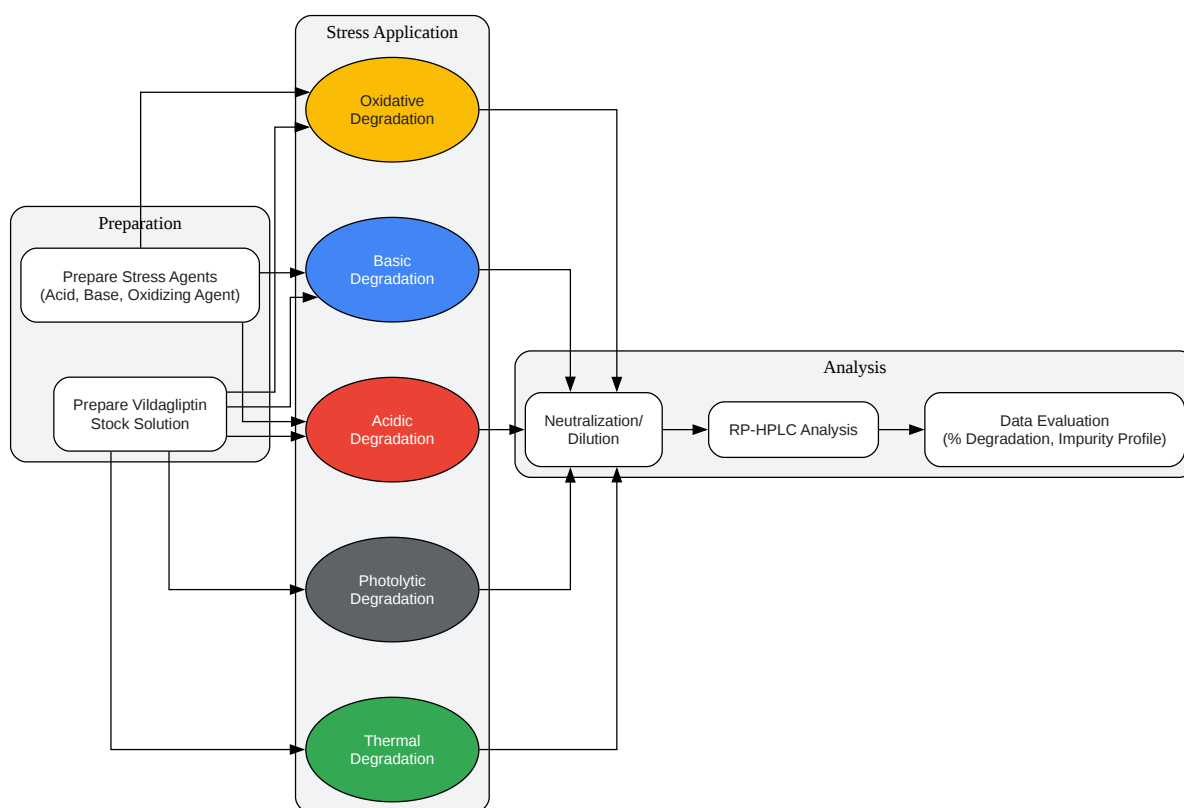 Stress Application
Oxidative
Degradation
Preparation
Prepare Stress Agents
(Acid, Base, Oxidizing Agent)
Basic
Degradation
Prepare Vildagliptin
Stock Solution
Acidic
Degradation
Photolytic
Degradation
Thermal
Degradation
Analysis
Neutralization/
Dilution
RP-HPLC Analysis
Data Evaluation
(% Degradation, Impurity Profile)